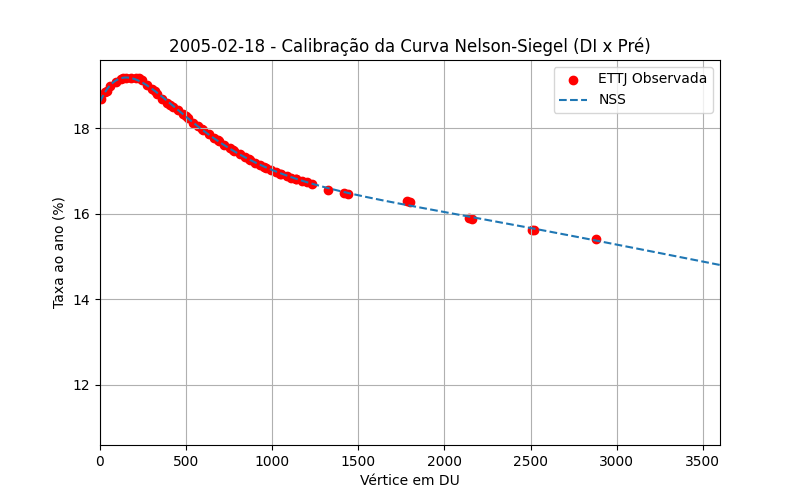 2005-02-18 - Calibração da Curva Nelson-Siegel (DI x Pré)
ETTJ Observada
NSS
Taxa ao ano (%)
18
16
14
12
0 500 1000 1500 2000 2500 3000 3500
Vértice em DU